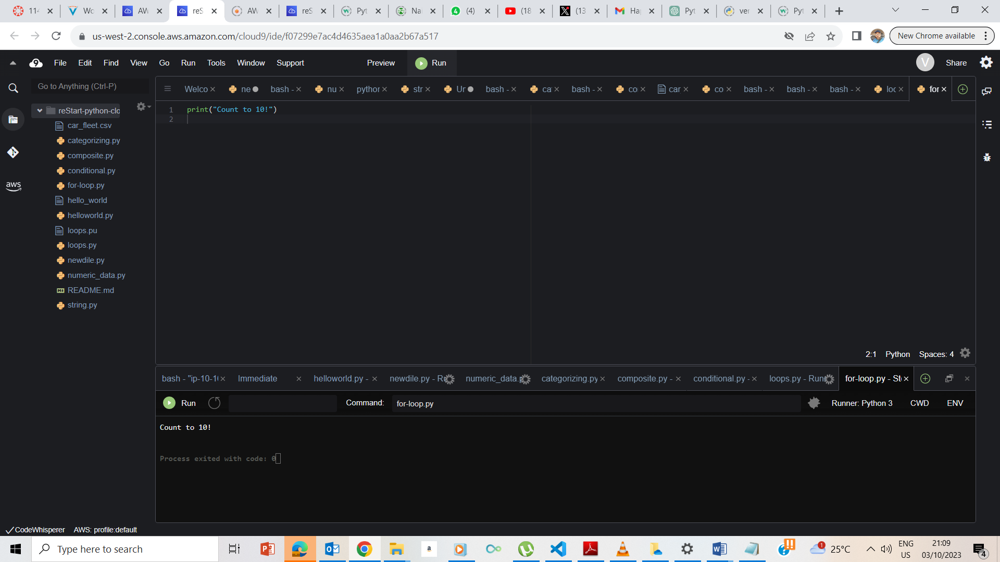 114
Wo
AW
reS
AW
reS
Pyt
Na
(4)
(18
(13
Ha
Pyt
ver
Pyt
us-west-2.console.aws.amazon.com/cloud9/ide/f07299e7ac4d4635aea1a0aa2b67a517
New Chrome available
File Edit Find View Go Run Tools Window Support Preview Run
V Share
Go to Anything (Ctrl-P)
Welco ne bash - nu python str Ur bash - ca bash - co car co bash - bash - bash - loc for
reStart-python-clo
car_fleet.csv
categorizing.py
composite.py
conditional.py
for-loop.py
hello_world
helloworld.py
loops.pu
loops.py
newdile.py
numeric_data.py
README.md
string.py
aws
1 print("Count to 10!")
2
2:1 Python Spaces: 4
bash - "ip-10-1 Immediate helloworld.py - newdile.py - R numeric_data. categorizing.py composite.py - conditional.py - loops.py - Run for-loop.py - St
Run Command: for-loop.py Runner: Python 3 CWD ENV
Count to 10!
Process exited with code: 0
CodeWhisperer AWS: profile:default
Type here to search
25°C
ENG
US
21:09
03/10/2023
4